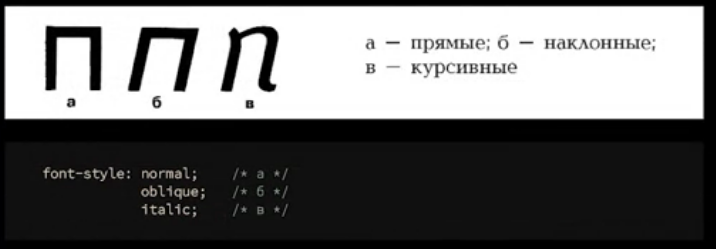 п п п
а б в
а — прямые; б — наклонные;
в — курсивные
font-style: normal; /* а */
oblique; /* б */
italic; /* в */